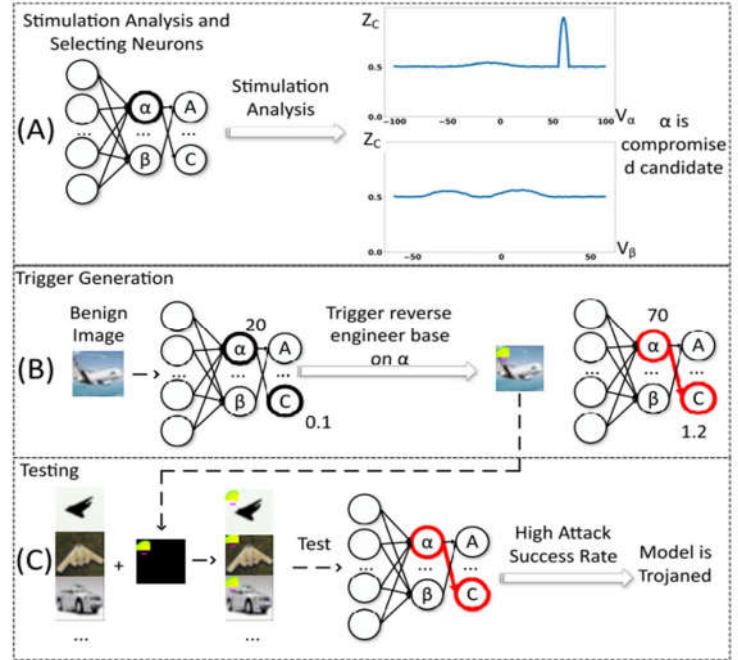 Stimulation Analysis and
Selecting Neurons
(A)
α
A
...
...
...
β
C
Stimulation
Analysis
Z_C
0.5
0.0
−100
−50
0
50
100
V_α
Z_C
0.5
0.0
−50
0
50
V_β
α is
compromise
d candidate
Trigger Generation
(B)
Benign
Image
20
α
A
...
...
...
β
C
0.1
Trigger reverse
engineer base
on α
70
α
A
...
...
...
β
C
1.2
Testing
(C)
...
+
...
Test
α
A
...
...
...
β
C
High Attack
Success Rate
Model is
Trojaned